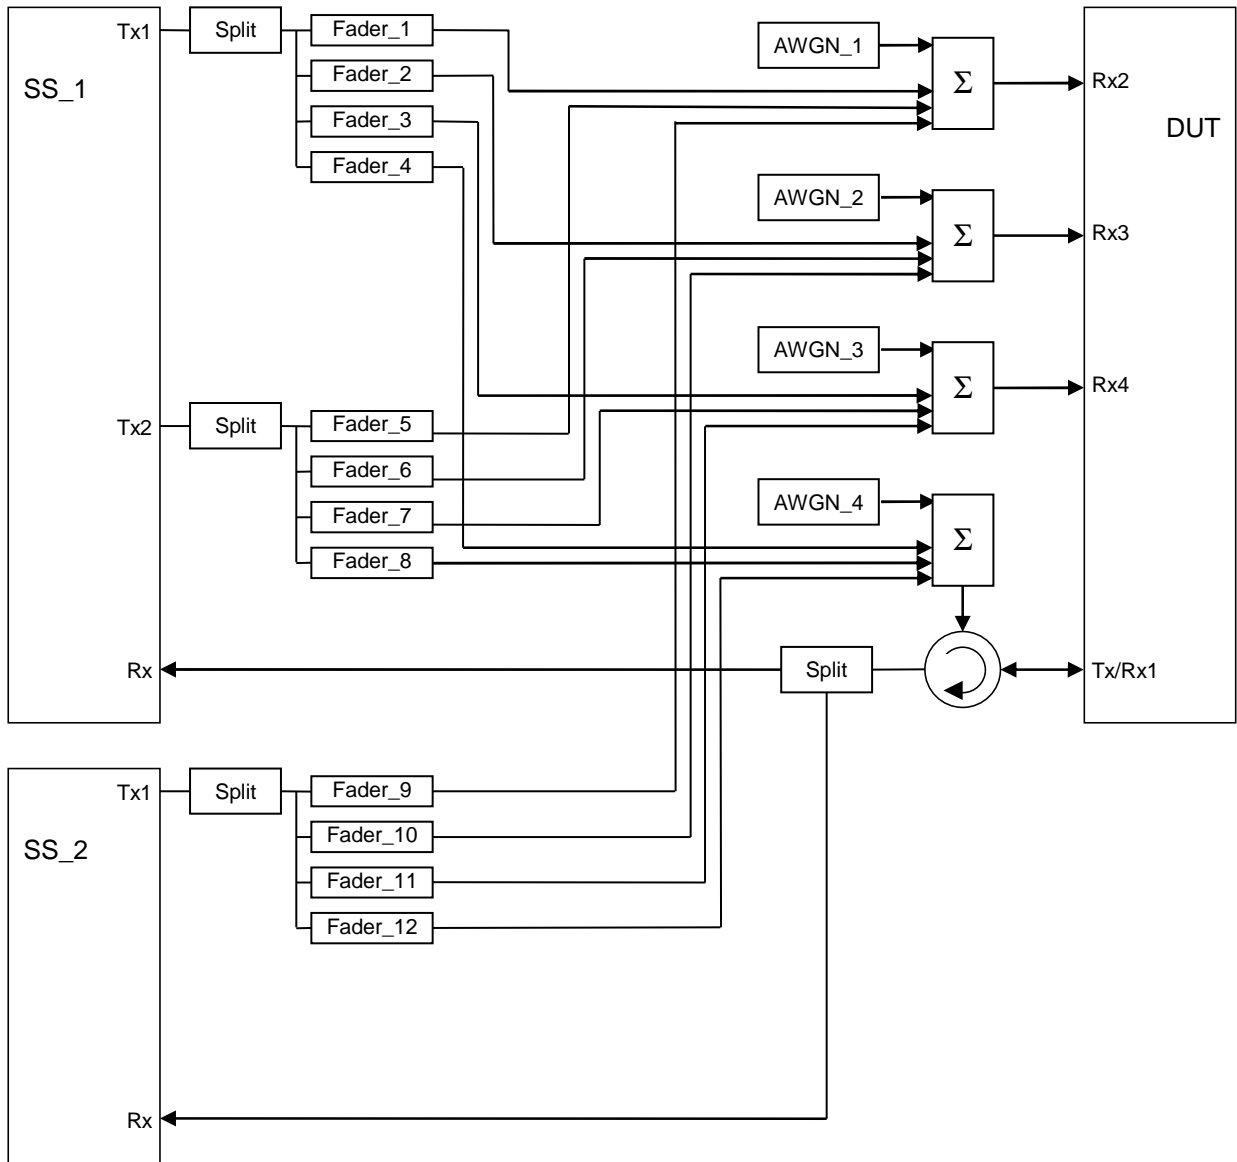 SS_1
Tx1
Split
Fader_1
Fader_2
Fader_3
Fader_4
AWGN_1
Σ
Rx2
DUT
AWGN_2
Σ
Rx3
AWGN_3
Σ
Rx4
Tx2
Split
Fader_5
Fader_6
Fader_7
Fader_8
AWGN_4
Σ
Rx
Split
Tx/Rx1
SS_2
Tx1
Split
Fader_9
Fader_10
Fader_11
Fader_12
Rx